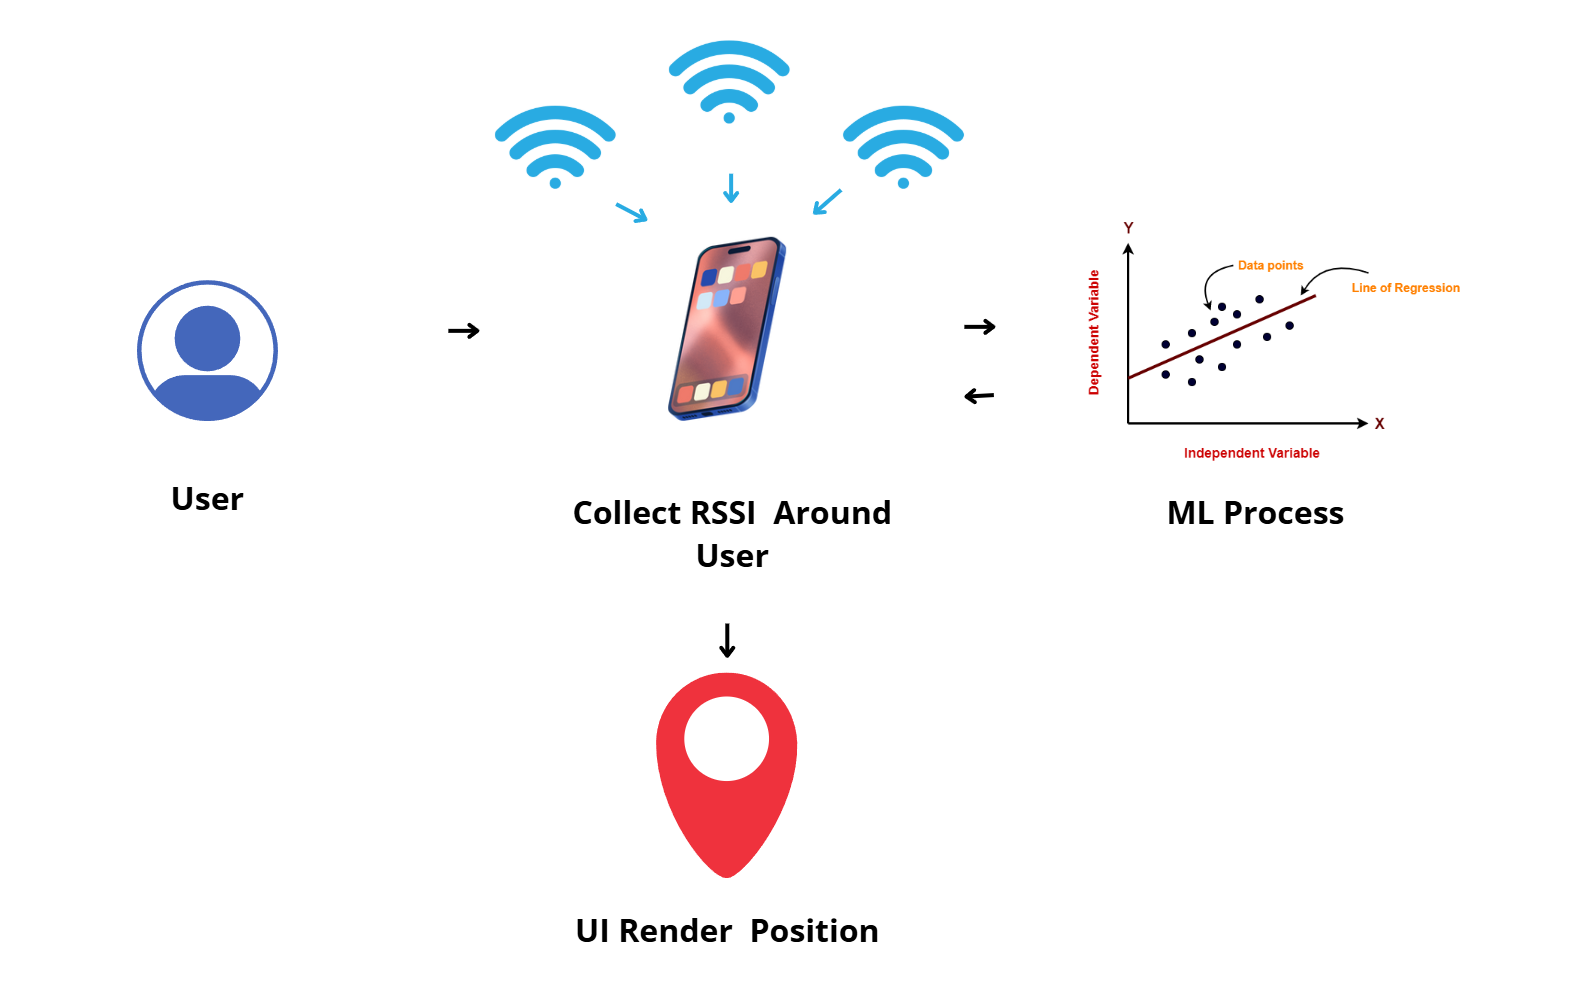 Y
Data points
Line of Regression
Dependent Variable
X
Independent Variable
User
Collect RSSI  Around
User
ML Process
UI Render  Position